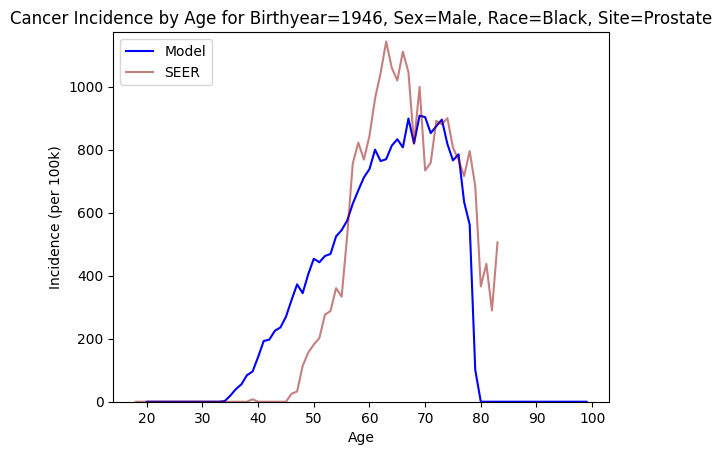 Cancer Incidence by Age for Birthyear=1946, Sex=Male, Race=Black, Site=Prostate
Model
SEER
Incidence (per 100k)
1000
800
600
400
200
0
20 30 40 50 60 70 80 90 100
Age